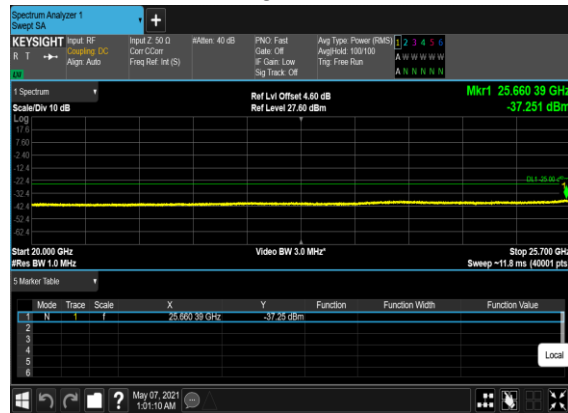 Spectrum Analyzer 1
Swept SA
+
KEYSIGHT Input: RF Input Z: 50 Ω #Atten: 40 dB PNO: Fast Avg Type: Power (RMS) 1 2 3 4 5 6
R T Coupling: DC Corr CCorr Gate: Off Avg|Hold: 100/100 A W W W W W
Align: Auto Freq Ref: Int (S) IF Gain: Low Trig: Free Run
Sig Track: Off A N N N N N
1 Spectrum Ref Lvl Offset 4.60 dB Mkr1 25.660 39 GHz
Scale/Div 10 dB Ref Level 27.60 dBm -37.251 dBm
Log
17.6
7.60
-2.40
-12.4
-22.4 DL1 -25.00 dBm
-32.4
-42.4
-52.4
-62.4
Start 20.000 GHz Video BW 3.0 MHz* Stop 25.700 GHz
#Res BW 1.0 MHz Sweep ~11.8 ms (40001 pts)
5 Marker Table
Mode Trace Scale X Y Function Function Width Function Value
1 N 1 f 25.660 39 GHz -37.25 dBm
2
3
4
5
6
Local
? May 07, 2021
1:01:10 AM